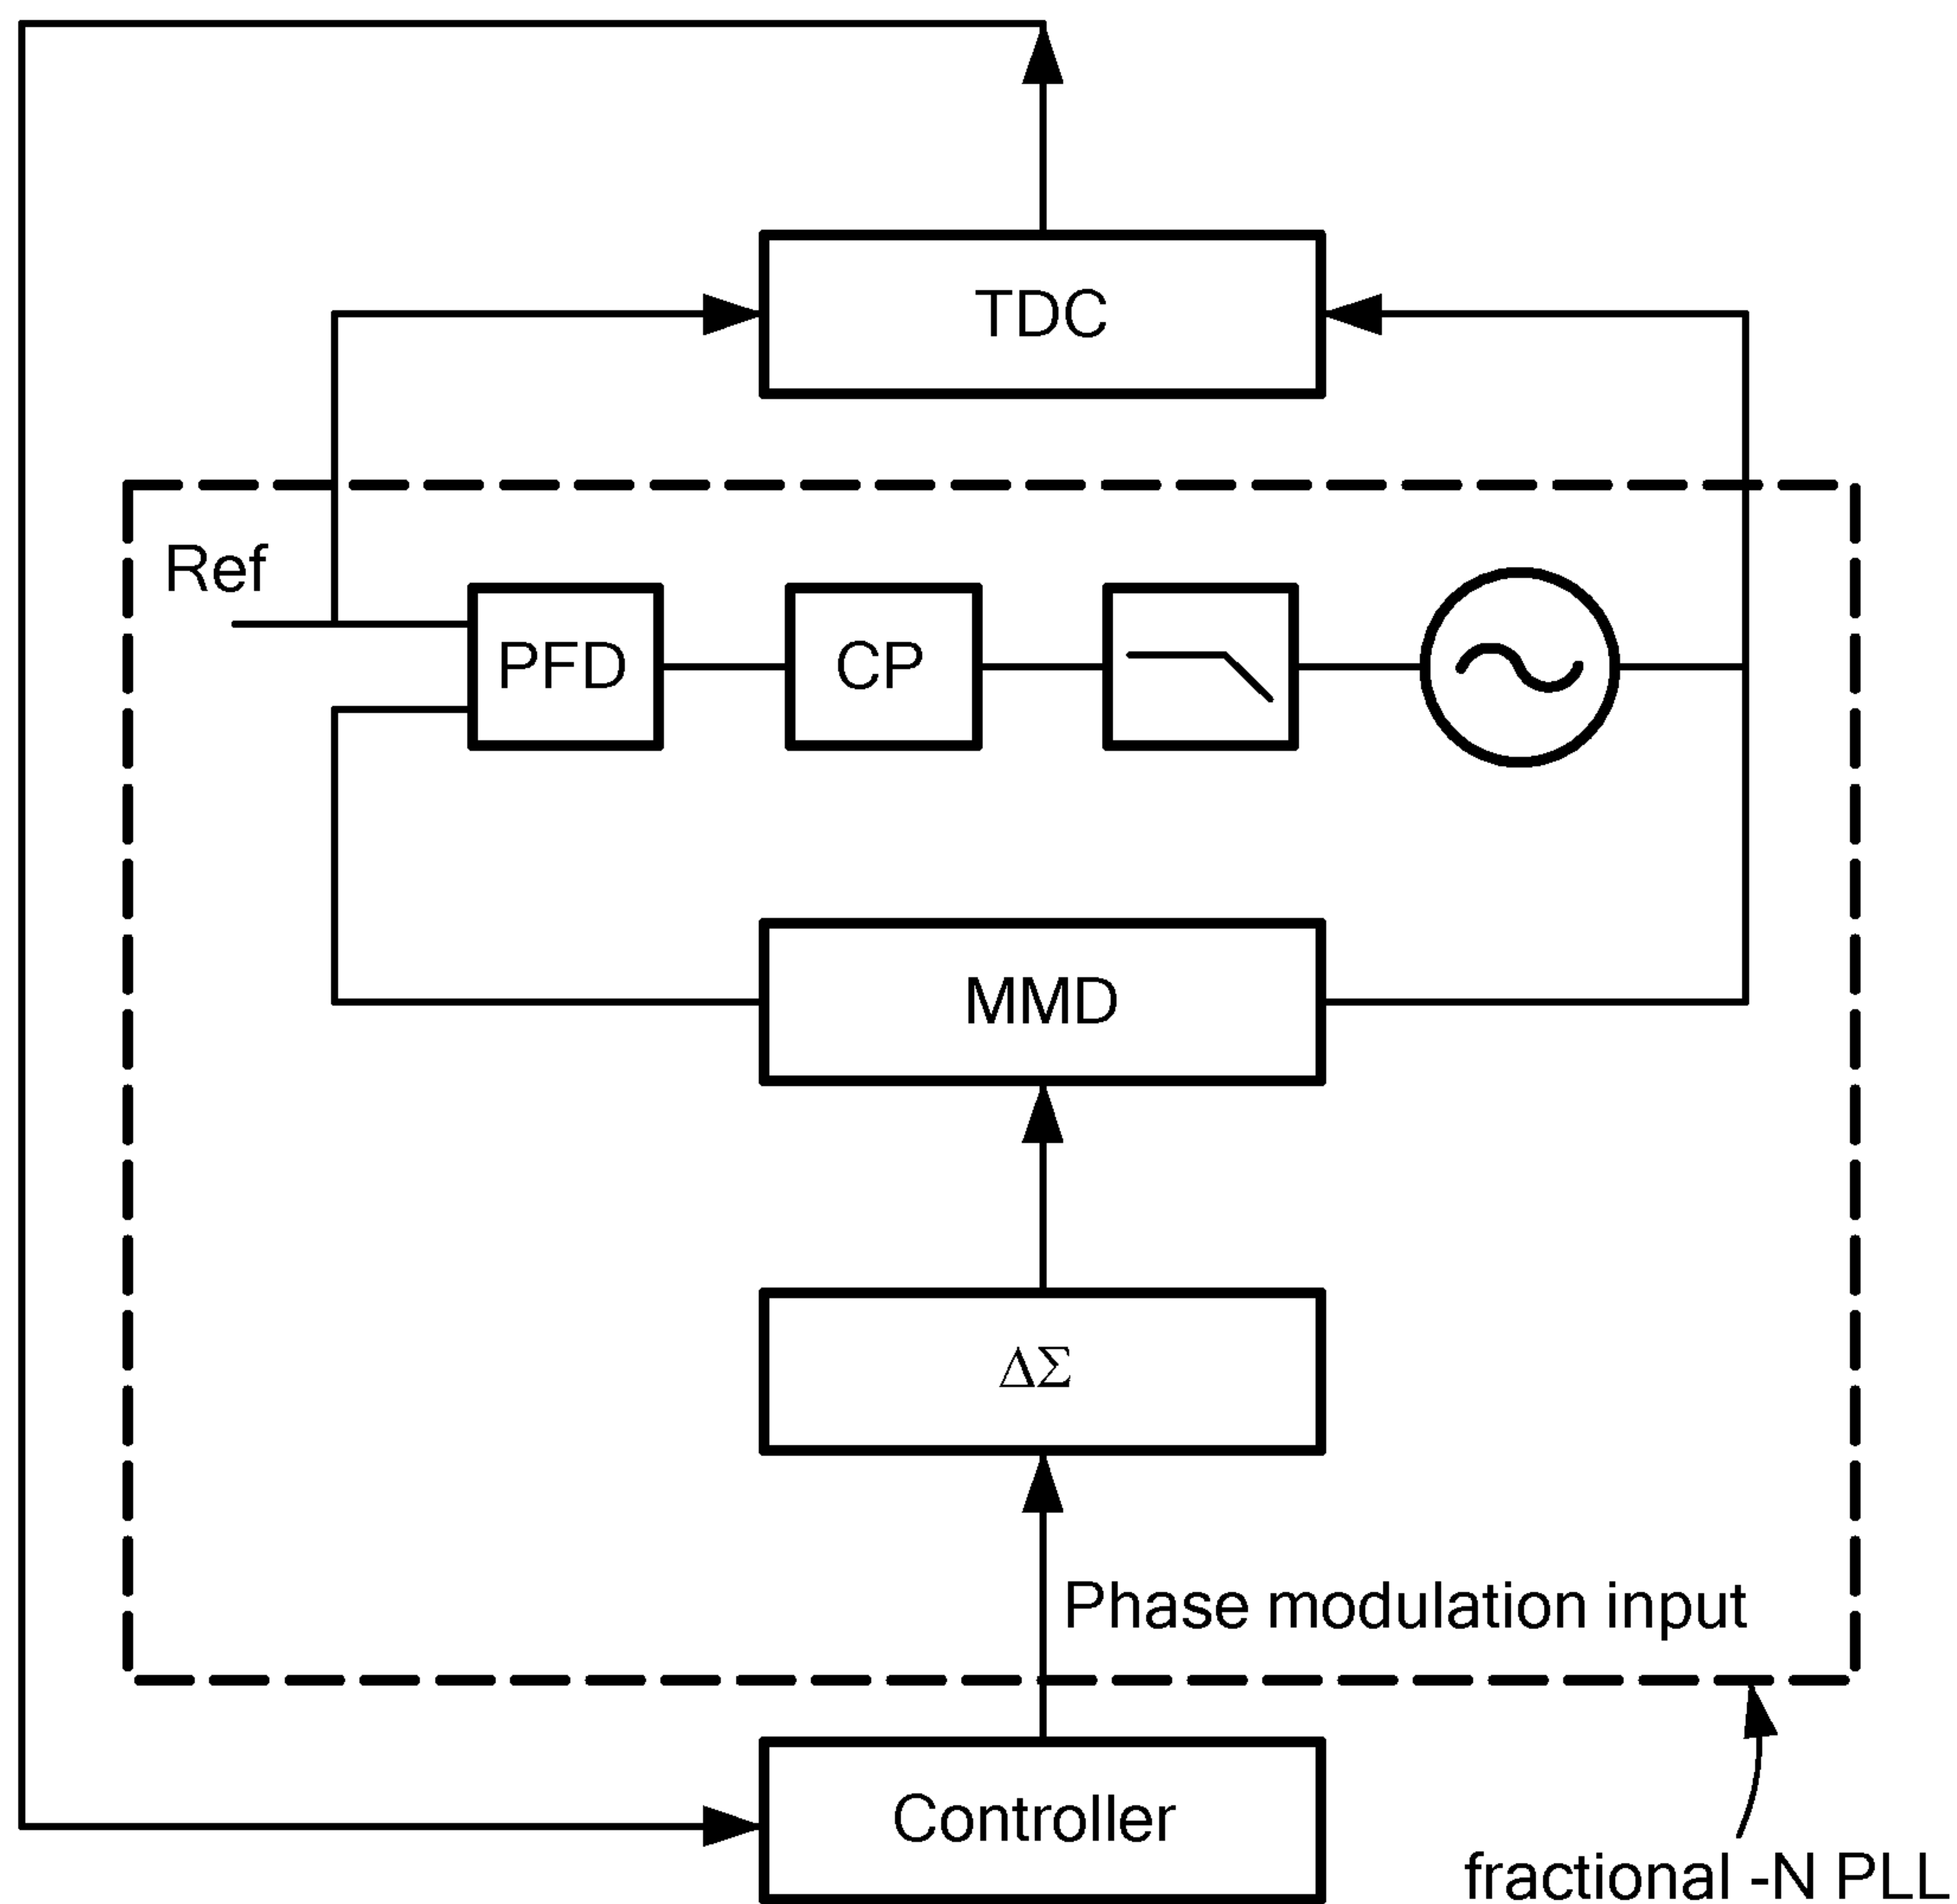 TDC
Ref
PFD
CP
MMD
ΔΣ
Phase modulation input
Controller
fractional -N PLL